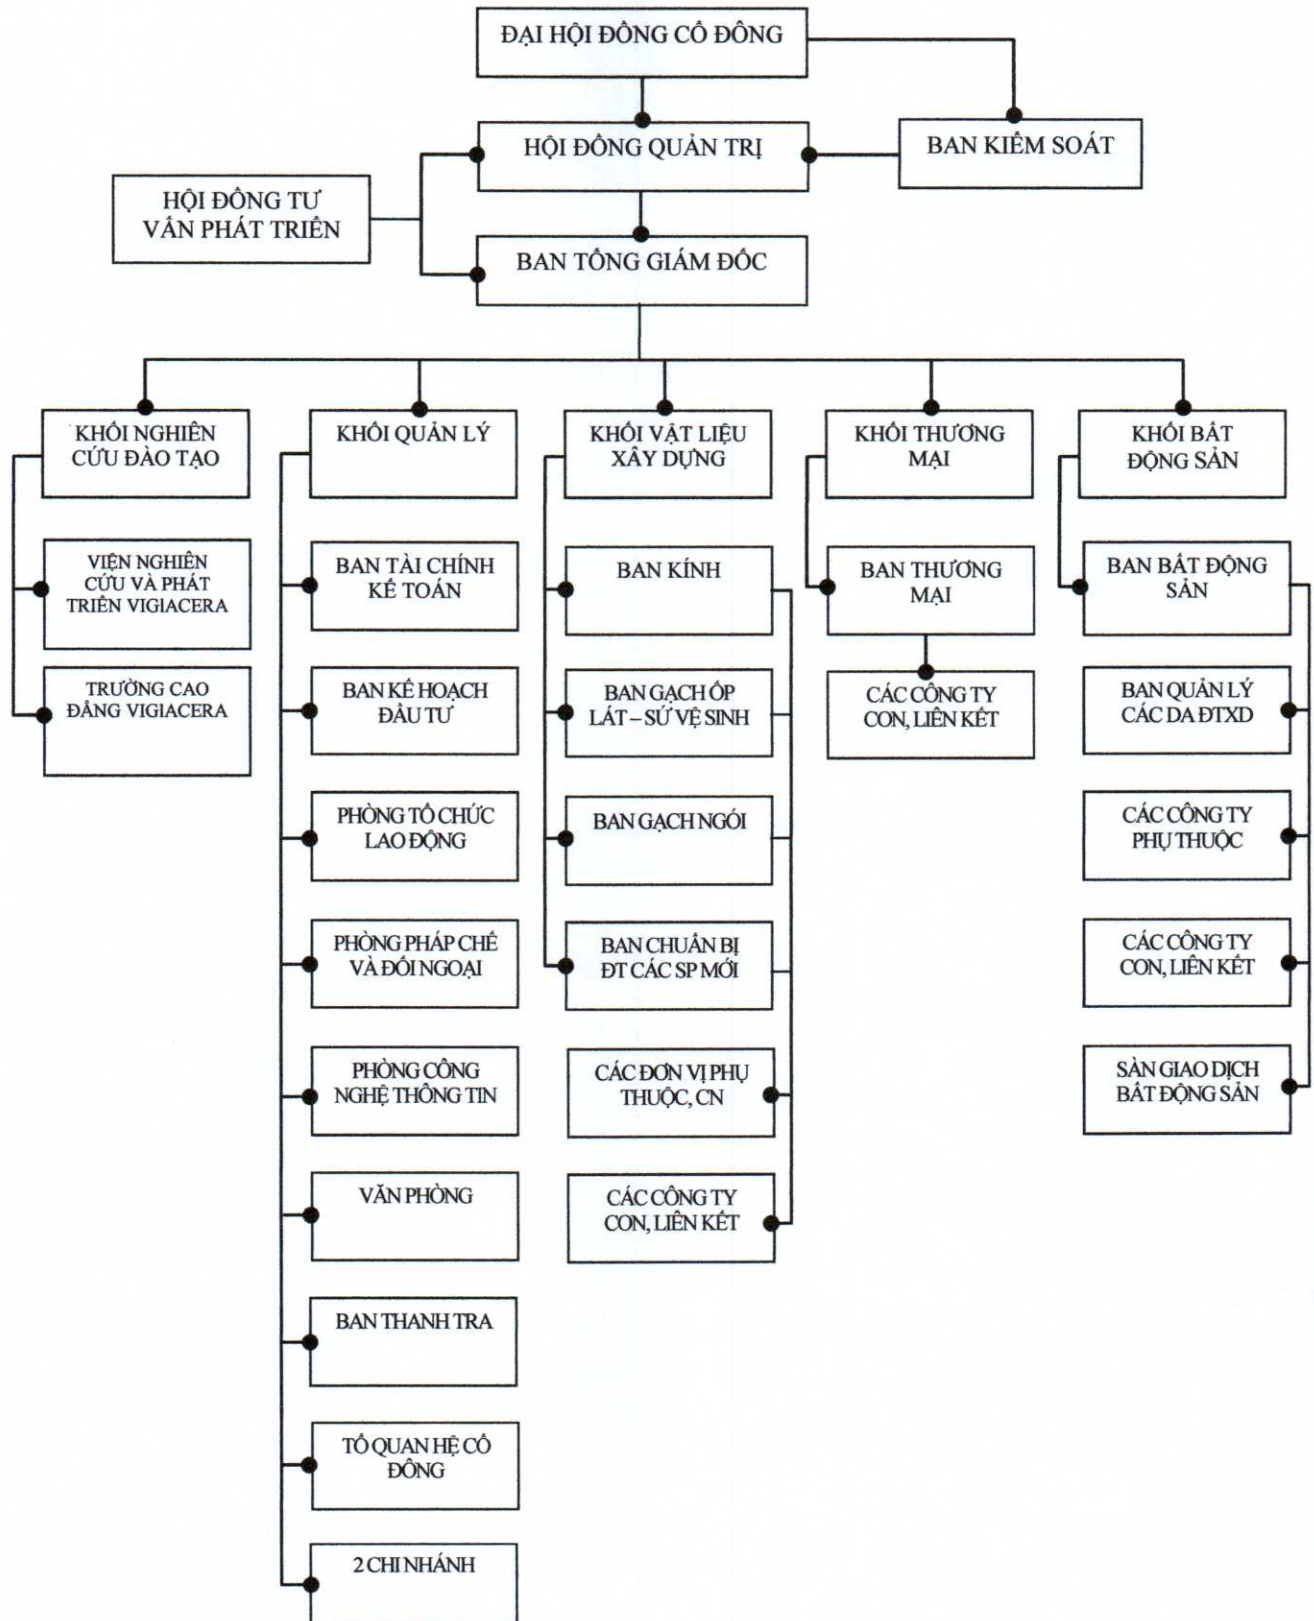 ĐẠI HỘI ĐỒNG CỔ ĐÔNG
HỘI ĐỒNG QUẢN TRỊ
BAN KIỂM SOÁT
HỘI ĐỒNG TƯ
VẤN PHÁT TRIỂN
BAN TỔNG GIÁM ĐỐC
KHỐI NGHIÊN
CỨU ĐÀO TẠO
VIỆN NGHIÊN
CỨU VÀ PHÁT
TRIỂN VIGIACERA
TRƯỜNG CAO
ĐẲNG VIGIACERA
KHỐI QUẢN LÝ
BAN TÀI CHÍNH
KẾ TOÁN
BAN KẾ HOẠCH
ĐẦU TƯ
PHÒNG TỔ CHỨC
LAO ĐỘNG
PHÒNG PHÁP CHẾ
VÀ ĐỐI NGOẠI
PHÒNG CÔNG
NGHỆ THÔNG TIN
VĂN PHÒNG
BAN THANH TRA
TỔ QUAN HỆ CỔ
ĐÔNG
2 CHI NHÁNH
KHỐI VẬT LIỆU
XÂY DỰNG
BAN KÍNH
BAN GẠCH ỐP
LÁT – SỨ VỆ SINH
BAN GẠCH NGÓI
BAN CHUẨN BỊ
ĐT CÁC SP MỚI
CÁC ĐƠN VỊ PHỤ
THUỘC, CN
CÁC CÔNG TY
CON, LIÊN KẾT
KHỐI THƯƠNG
MẠI
BAN THƯƠNG
MẠI
CÁC CÔNG TY
CON, LIÊN KẾT
KHỐI BẤT
ĐỘNG SẢN
BAN BẤT ĐỘNG
SẢN
BAN QUẢN LÝ
CÁC DA ĐTXD
CÁC CÔNG TY
PHỤ THUỘC
CÁC CÔNG TY
CON, LIÊN KẾT
SÀN GIAO DỊCH
BẤT ĐỘNG SẢN